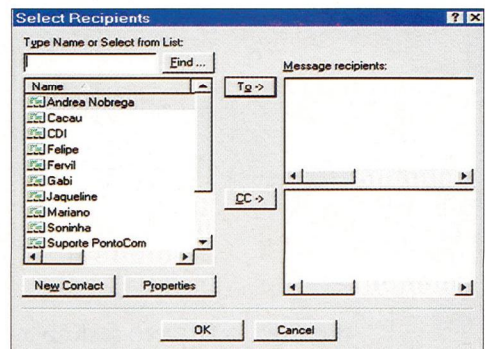 Select Recipients
Type Name or Select from List:
Find ...
Name
Andrea Nobrega
Cacau
CDI
Felipe
Fervil
Gabi
Jaqueline
Mariano
Soninha
Suporte PontoCom
New Contact
Properties
To ->
CC ->
Message recipients:
OK
Cancel